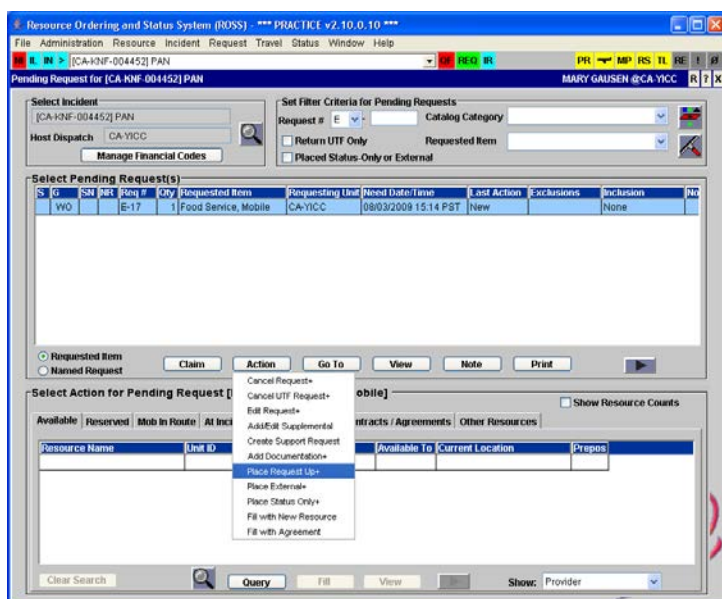 Resource Ordering and Status System (ROSS) - *** PRACTICE v2.10.0.10 ***
File Administration Resource Incident Request Travel Status Window Help
NI IL IN > [CA-KNF-004452] PAN QF REQ IR PR MP RS TL RE ! Ø
Pending Request for [CA-KNF-004452] PAN MARY GAUSEN @CA-YICC R ? X
Select Incident
[CA-KNF-004452] PAN
Host Dispatch CA-YICC
Manage Financial Codes
Set Filter Criteria for Pending Requests
Request # E - Catalog Category
Return UTF Only Requested Item
Placed Status-Only or External
Select Pending Request(s)
S G SN NR Req # Qty Requested Item Requesting Unit Need Date/Time Last Action Exclusions Inclusion No
WO E-17 1 Food Service, Mobile CA-YICC 08/03/2009 15:14 PST New None
Requested Item
Named Request
Claim Action Go To View Note Print
Cancel Request+
Cancel UTF Request+
Edit Request+
Add/Edit Supplemental
Create Support Request
Add Documentation+
Place Request Up+
Place External+
Place Status Only+
Fill with New Resource
Fill with Agreement
Select Action for Pending Request [ obile]
Show Resource Counts
Available Reserved Mob In Route At Inci ntracts / Agreements Other Resources
Resource Name Unit ID Available To Current Location Prepos
Clear Search Query Fill View Show: Provider